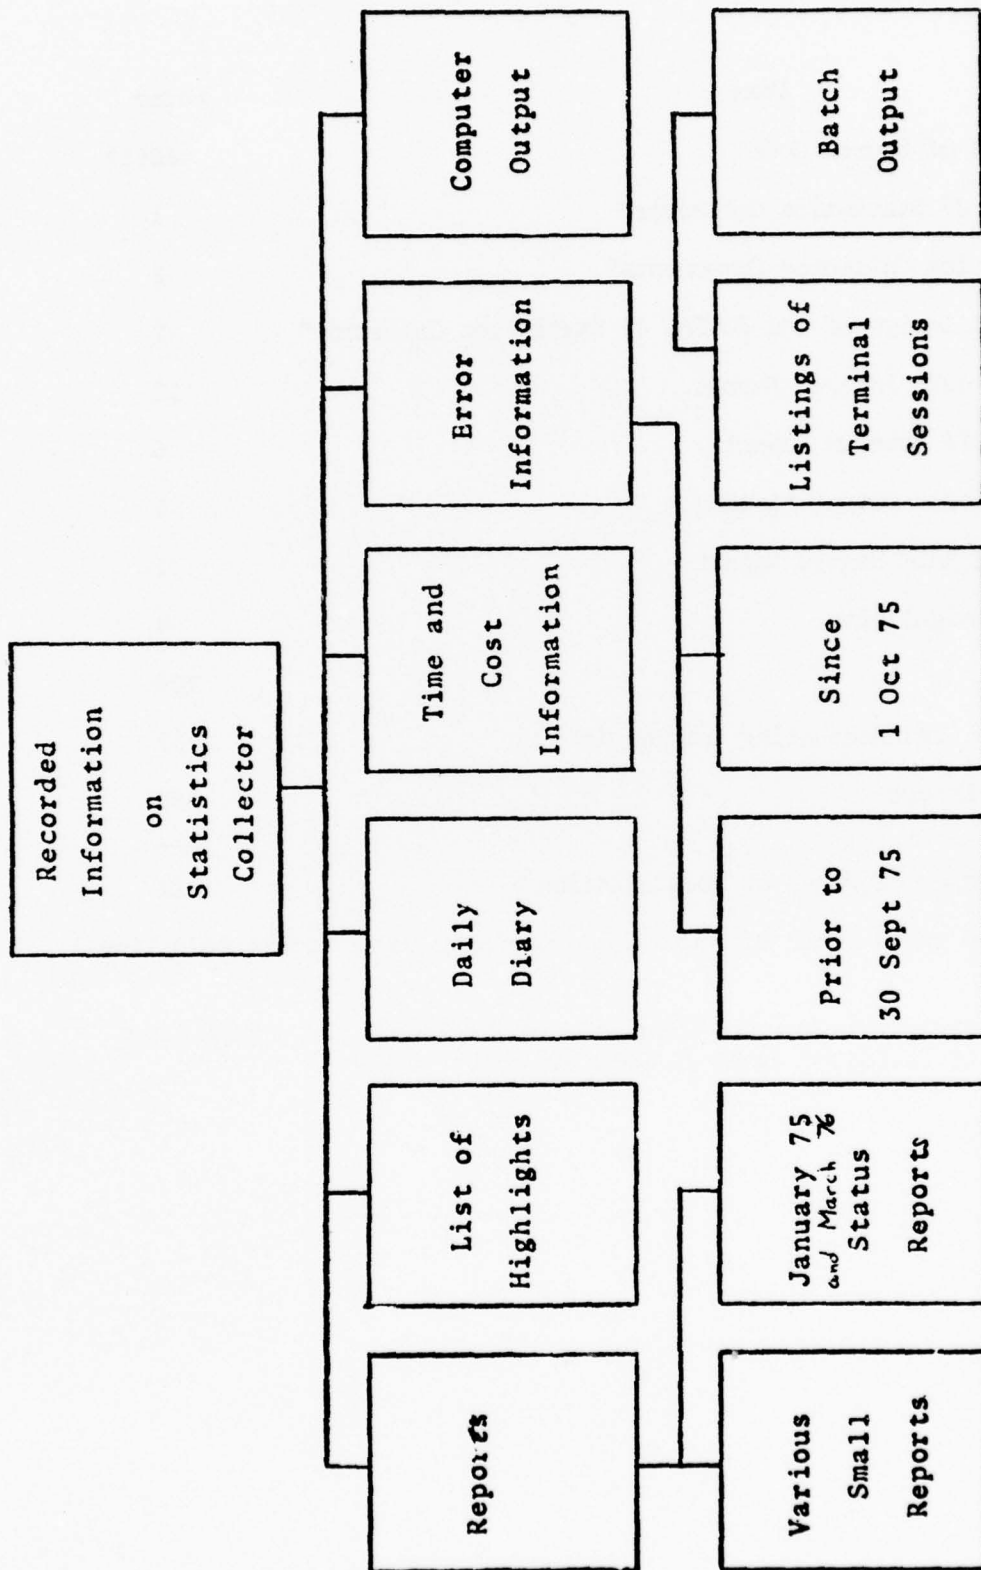 Recorded
Information
on
Statistics
Collector
Reports
List of
Highlights
Daily
Diary
Time and
Cost
Information
Error
Information
Computer
Output
Various
Small
Reports
January 75
and March 76
Status
Reports
Prior to
30 Sept 75
Since
1 Oct 75
Listings of
Terminal
Sessions
Batch
Output